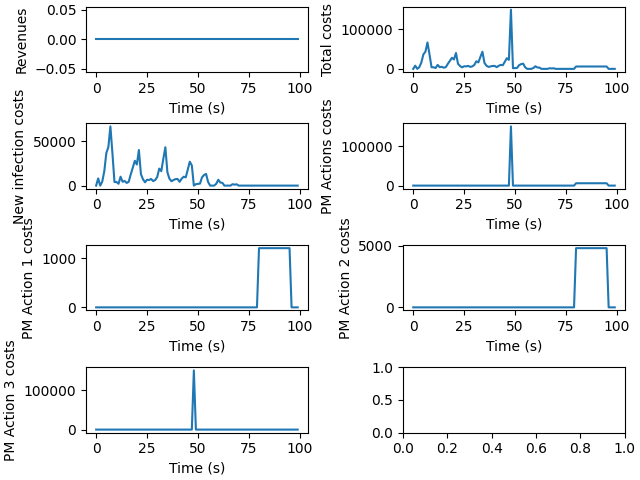 Revenues
0.05
0.00
−0.05
0 25 50 75 100
Time (s)
Total costs
100000
0
0 25 50 75 100
Time (s)
New infection costs
50000
0
0 25 50 75 100
Time (s)
PM Actions costs
100000
0
0 25 50 75 100
Time (s)
PM Action 1 costs
1000
0
0 25 50 75 100
Time (s)
PM Action 2 costs
5000
0
0 25 50 75 100
Time (s)
PM Action 3 costs
100000
0
0 25 50 75 100
Time (s)
1.0
0.5
0.0
0.0 0.2 0.4 0.6 0.8 1.0